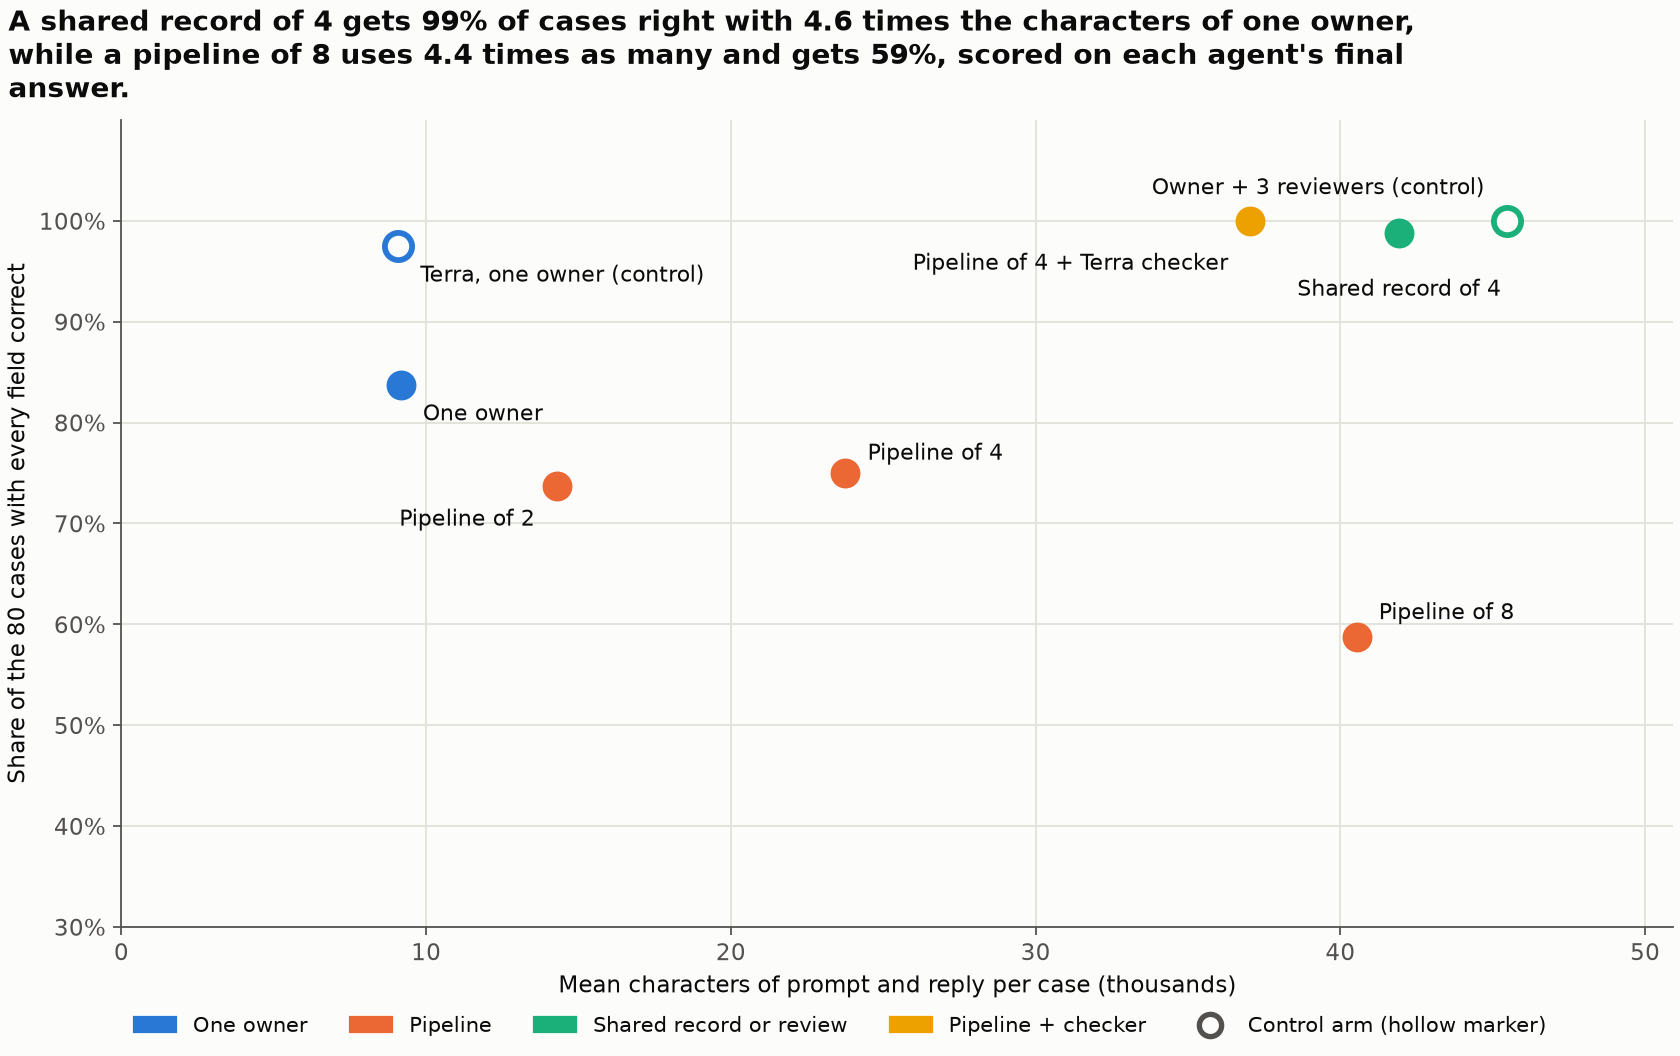 A shared record of 4 gets 99% of cases right with 4.6 times the characters of one owner,
while a pipeline of 8 uses 4.4 times as many and gets 59%, scored on each agent's final
answer.
Share of the 80 cases with every field correct
100%
90%
80%
70%
60%
50%
40%
30%
Owner + 3 reviewers (control)
Terra, one owner (control)
Pipeline of 4 + Terra checker
Shared record of 4
One owner
Pipeline of 4
Pipeline of 2
Pipeline of 8
0 10 20 30 40 50
Mean characters of prompt and reply per case (thousands)
One owner Pipeline Shared record or review Pipeline + checker Control arm (hollow marker)